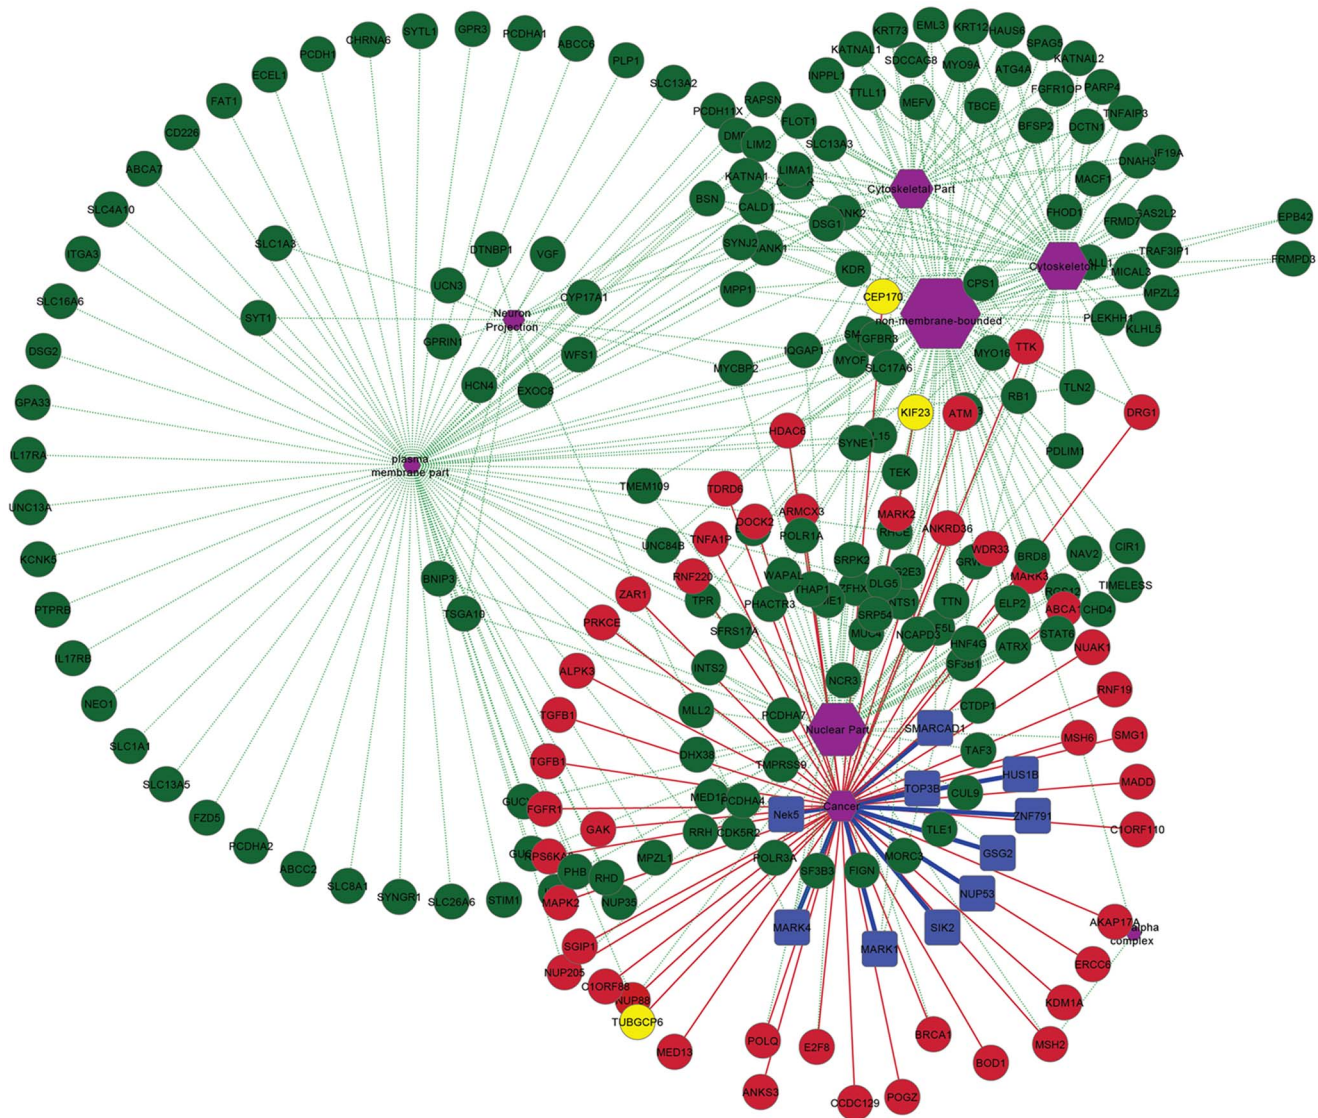 GPR3
SYTL1
PCDHA1
CHRNA6
ABCC6
PCDH1
PLP1
ECEL1
SLC13A2
FAT1
CD226
ABCA7
SLC4A10
ITGA3
SLC16A6
DSG2
GPA33
IL17RA
UNC13A
KCNK5
PTPRB
IL17RB
NEO1
SLC1A1
SLC13A5
FZD5
PCDHA2
ABCC2
SLC8A1
SYNGR1
SLC26A6
STIM1
SLC1A3
DTNBP1
VGF
UCN3
CYP17A1
SYT1
Neuron
Projection
GPRIN1
WFS1
HCN4
EXOC8
plasma
membrane part
BNIP3
TSGA10
KRT73
EML3
KRT12
HAUS6
SPAG5
KATNAL1
KATNAL2
SDCCAG8
MYO9A
ATG4A
INPPL1
TTLL11
MEFV
TBCE
FGFR1OP
PARP4
TNFAIP3
BFSP2
DCTN1
DNAH3
MACF1
FHOD1
FRMD7
GAS2L2
TRAF3IP1
MICAL3
MPZL2
PLEKHH1
KLHL5
EPB42
FRMPD3
RAPSN
PCDH11X
FLOT1
LIM2
SLC13A3
LIMA1
KATNA1
BSN
CALD1
DSG1
SYNJ2
KDR
MPP1
Cytoskeletal Part
Cytoskeleton
CPS1
CEP170
non-membrane-bounded
TGFBR3
IQGAP1
MYOF
SLC17A6
MYCBP2
MYO16
TTK
RB1
TLN2
DRG1
KIF23
ATM
HDAC6
SYNE1
PDLIM1
TEK
TMEM109
TDRD6
ARMCX3
MARK2
DOCK2
RHCE
ANKRD36
TNFA1P
POLR1A
UNC84B
WDR33
BRD8
NAV2
CIR1
SRPK2
RNF220
WAPAL
THAP1
DLG5
MARK3
TIMELESS
ZAR1
TPR
PHACTR3
TTN
ELP2
ABCA1
CHD4
PRKCE
SFRS17A
SRP54
MUC4
NCAPD3
HNF4G
STAT6
ATRX
NUAK1
SF3B1
INTS2
ALPK3
NCR3
RNF19
CTDP1
TGFB1
MLL2
PCDHA7
Nuclear Part
SMARCAD1
MSH6
SMG1
TAF3
DHX38
TGFB1
TMPRSS9
HUS1B
TOP3B
MADD
CUL9
MED12
PCDHA4
FGFR1
Cancer
Nek5
ZNF791
C1ORF110
GAK
RRH
CDK5R2
TLE1
GSG2
MPZL1
POLR3A
MORC3
PHB
RHD
SF3B3
FIGN
NUP53
MAPK2
NUP35
MARK4
SIK2
AKAP17A
alpha
complex
SGIP1
MARK1
NUP205
ERCC6
C1ORF86
NUP88
KDM1A
TUBGCP6
MED13
POLQ
E2F8
BRCA1
MSH2
BOD1
ANKS3
CCDC129
POGZ